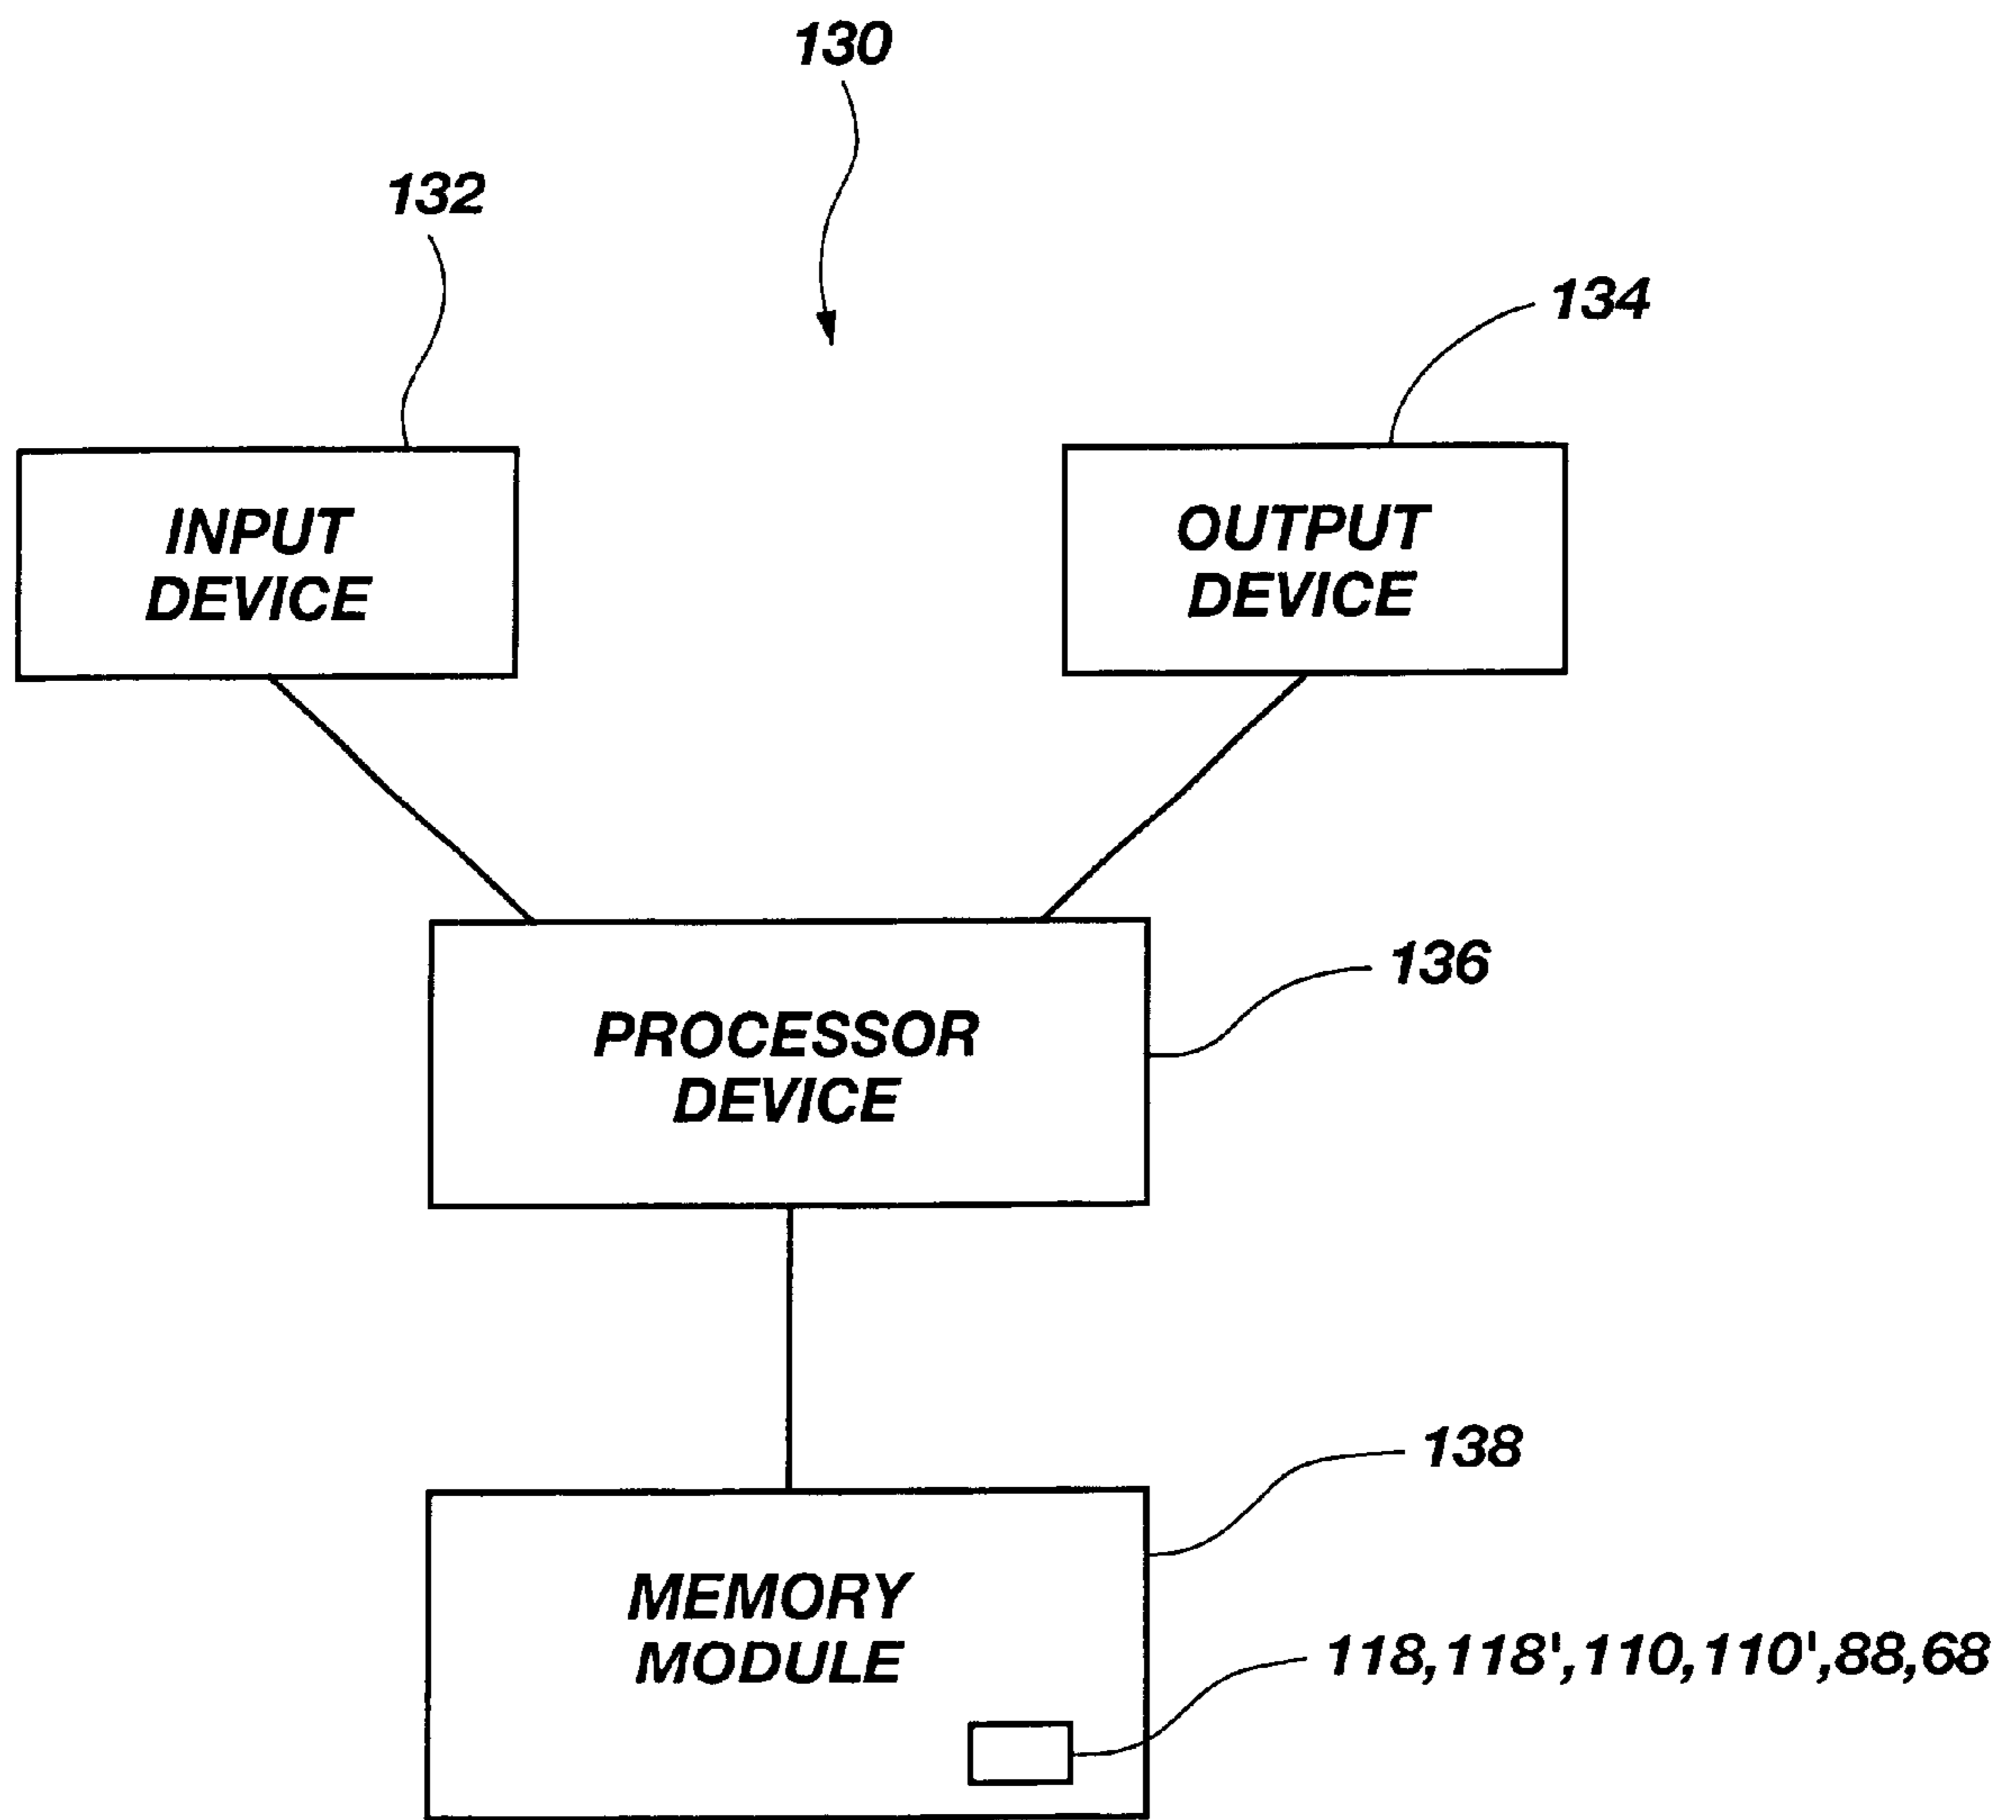 130
132
134
INPUT
DEVICE
OUTPUT
DEVICE
136
PROCESSOR
DEVICE
138
MEMORY
MODULE
118,118',110,110',88,68